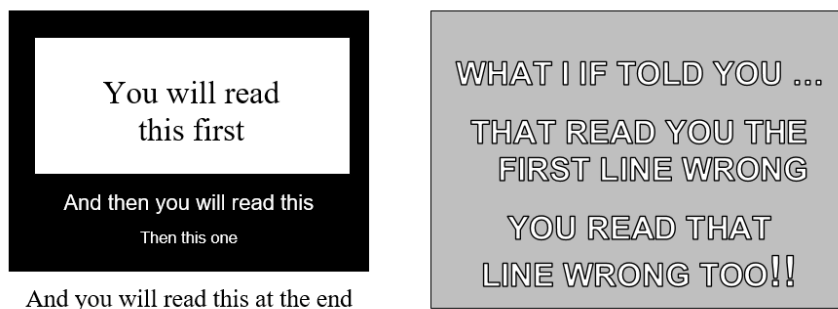 You will read
this first
And then you will read this
Then this one
And you will read this at the end
WHAT I IF TOLD YOU ...
THAT READ YOU THE
FIRST LINE WRONG
YOU READ THAT
LINE WRONG TOO!!